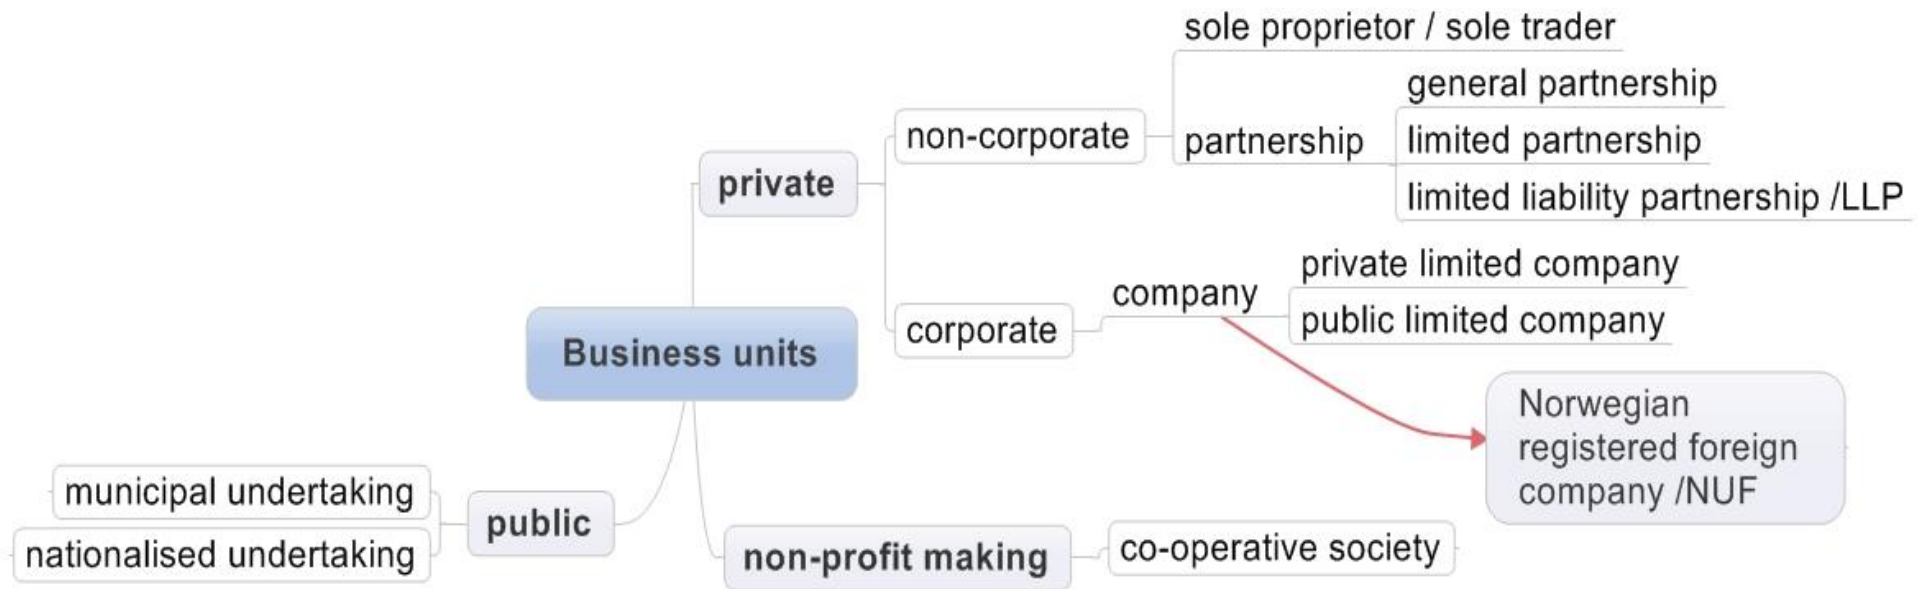 sole proprietor / sole trader
general partnership
non-corporate
partnership
limited partnership
private
limited liability partnership /LLP
private limited company
company
corporate
public limited company
Business units
Norwegian
registered foreign
company /NUF
municipal undertaking
public
nationalised undertaking
non-profit making
co-operative society